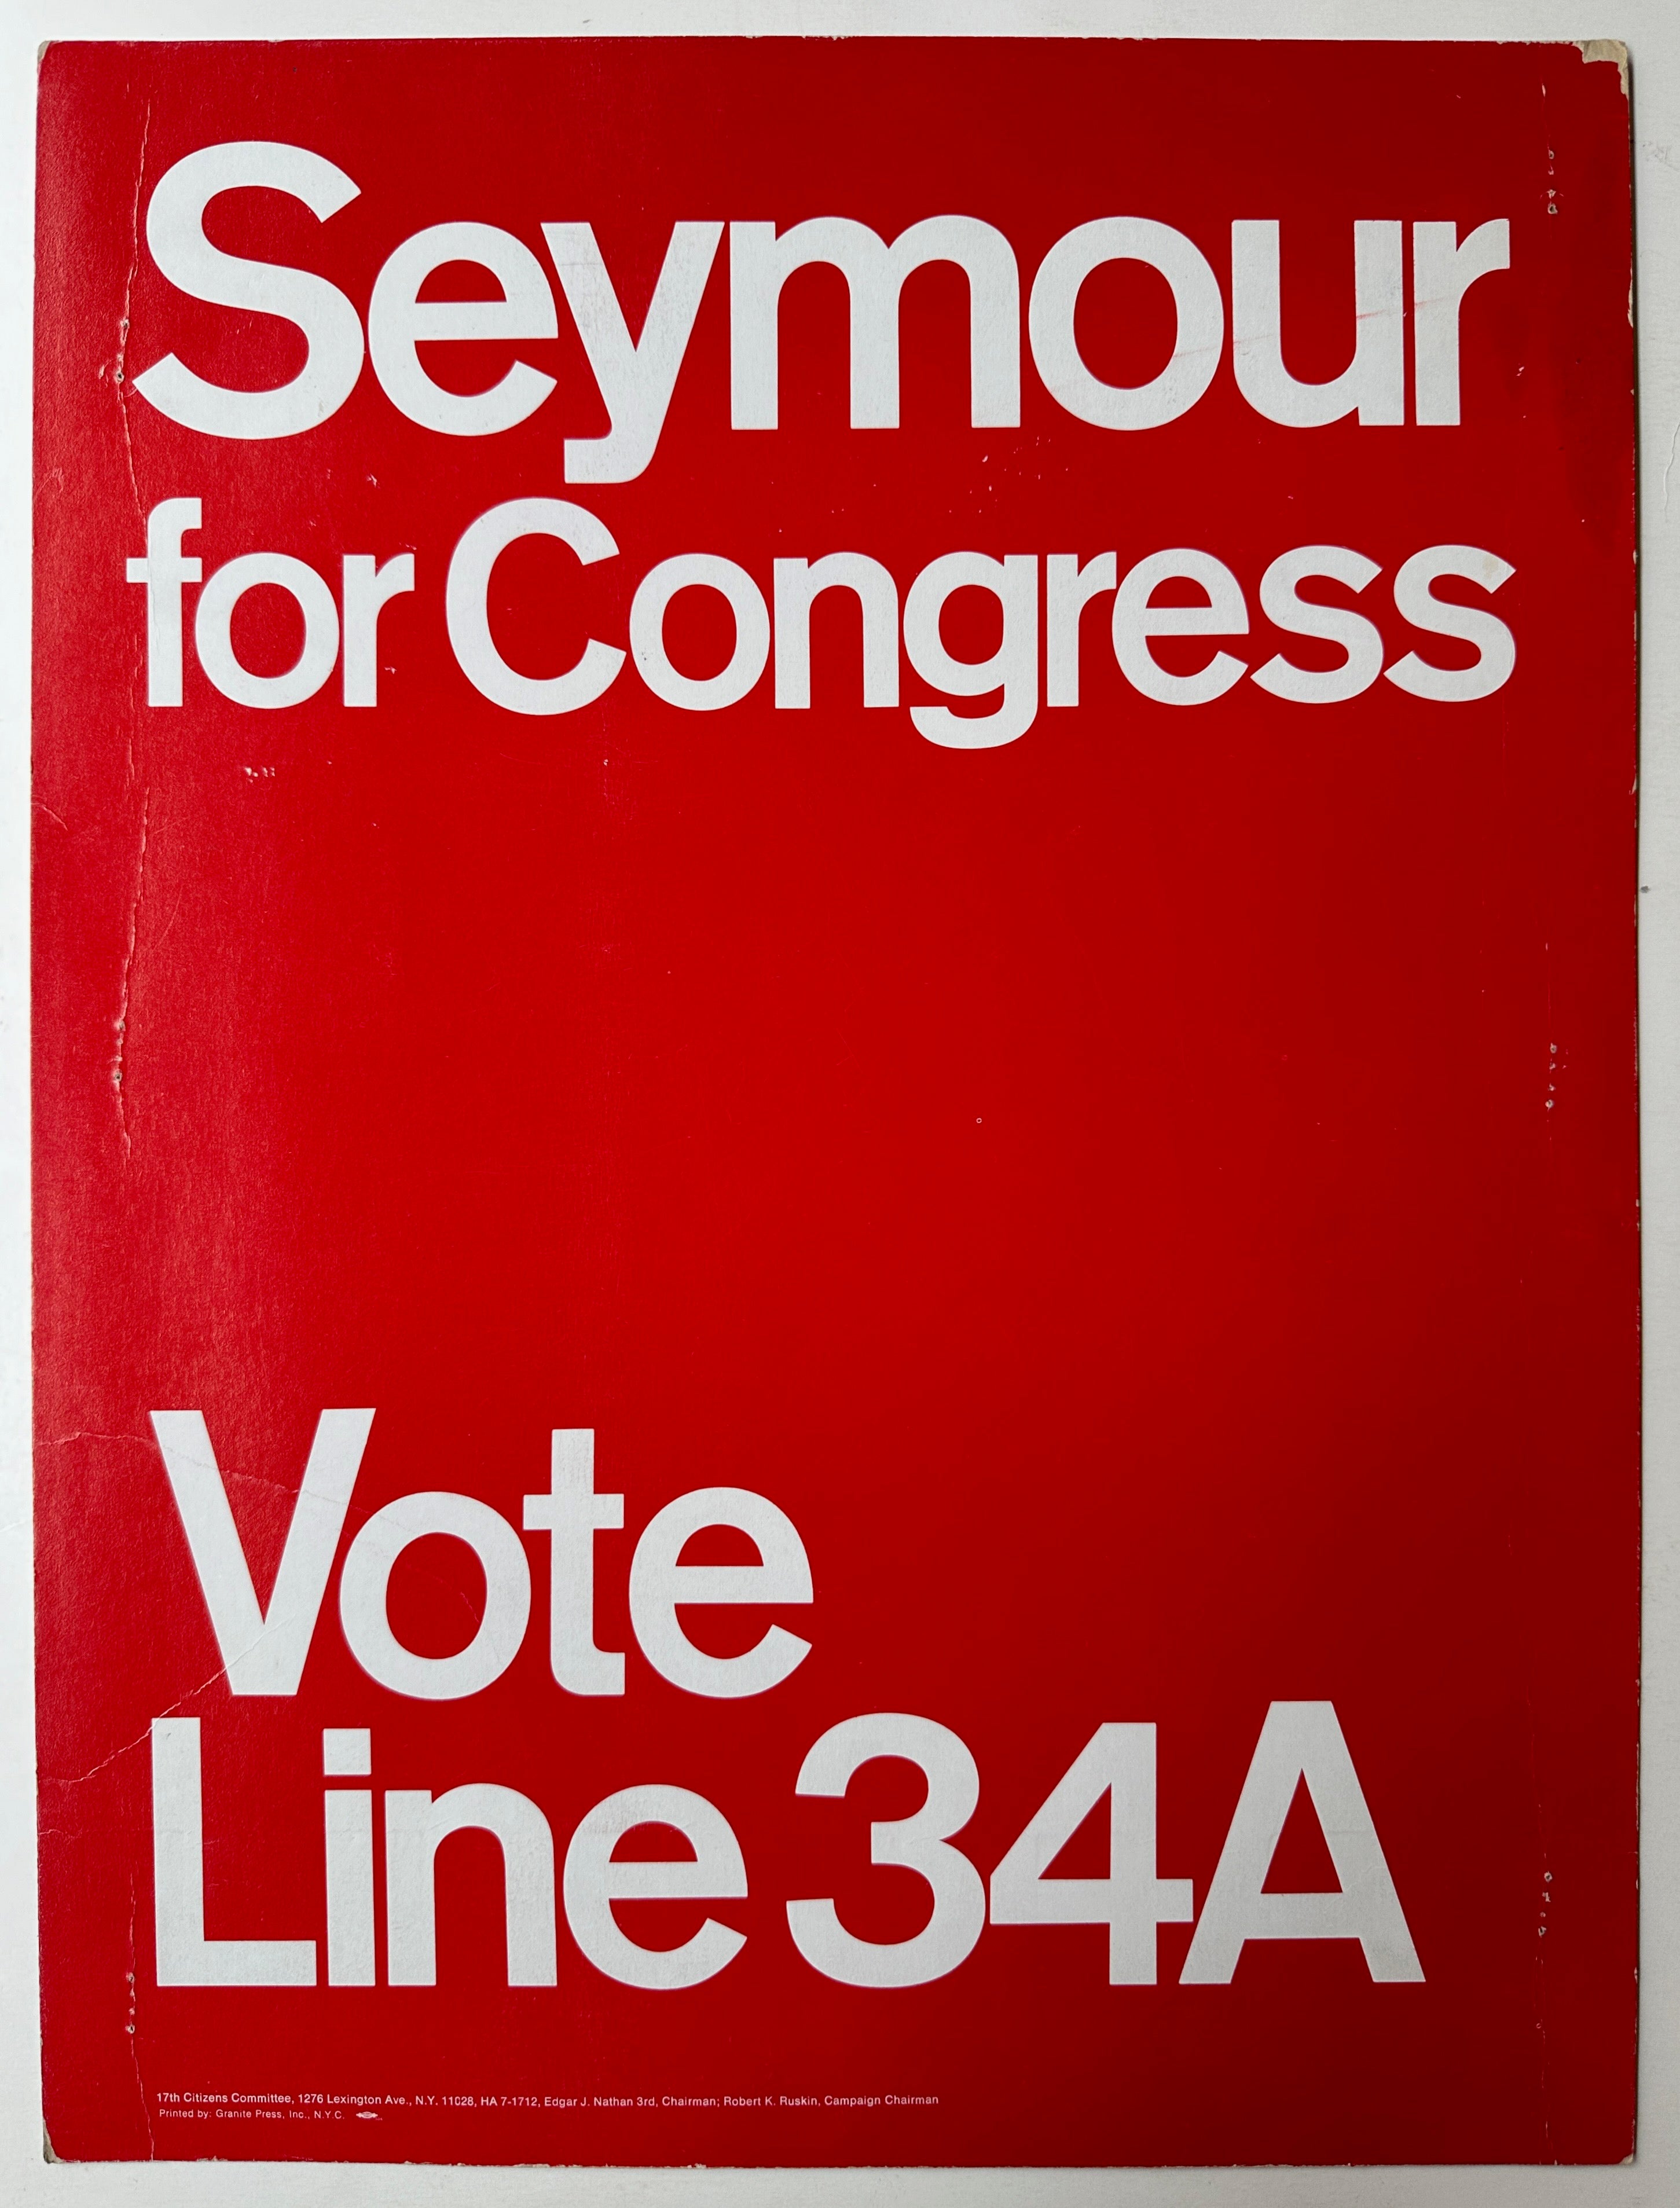 Seymour
for Congress
Vote
Line 34A
17th Citizens Committee, 1276 Lexington Ave., N.Y. 11028, HA 7-1712, Edgar J. Nathan 3rd, Chairman; Robert K. Ruskin, Campaign Chairman
Printed by: Granite Press, Inc., N.Y.C.